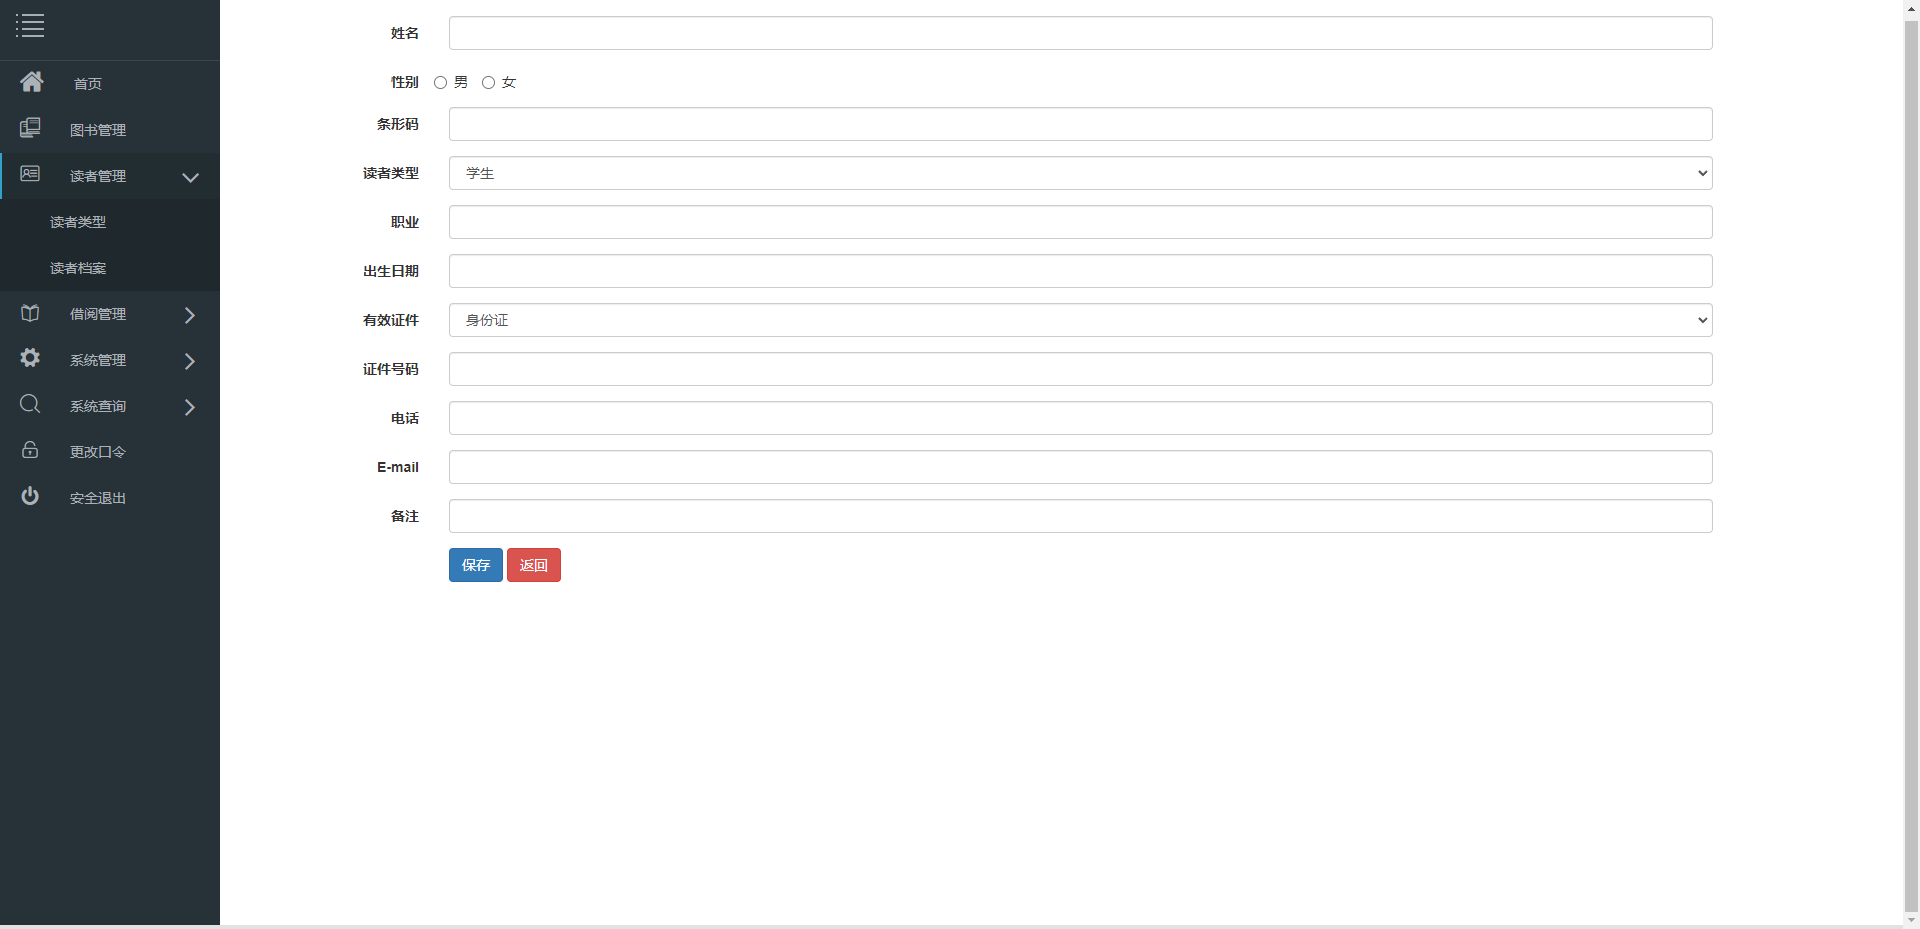 首页
图书管理
读者管理
读者类型
读者档案
借阅管理
系统管理
系统查询
更改口令
安全退出
姓名
性别 男 女
条形码
读者类型 学生
职业
出生日期
有效证件 身份证
证件号码
电话
E-mail
备注
保存 返回